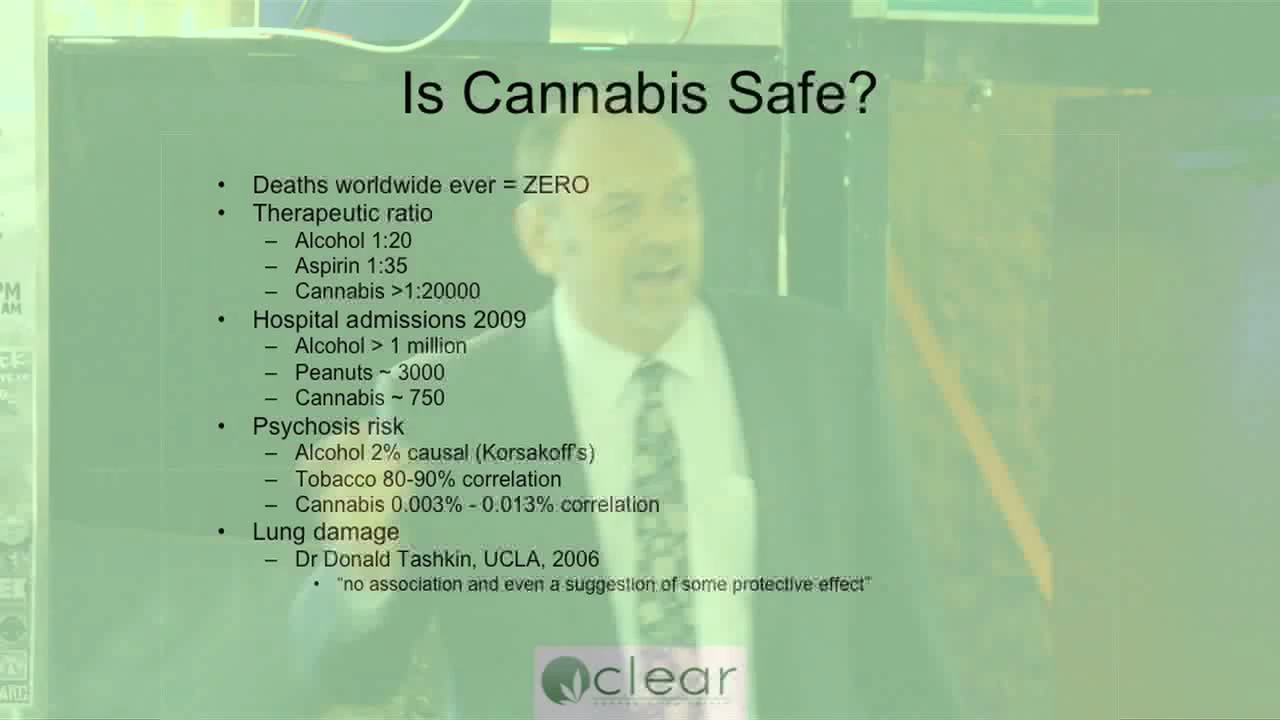 Is Cannabis Safe?
• Deaths worldwide ever = ZERO
• Therapeutic ratio
– Alcohol 1:20
– Aspirin 1:35
– Cannabis >1:20000
• Hospital admissions 2009
– Alcohol > 1 million
– Peanuts ~ 3000
– Cannabis ~ 750
• Psychosis risk
– Alcohol 2% causal (Korsakoff's)
– Tobacco 80-90% correlation
– Cannabis 0.003% - 0.013% correlation
• Lung damage
– Dr Donald Tashkin, UCLA, 2006
• “no association and even a suggestion of some protective effect”
clear
PM
AM